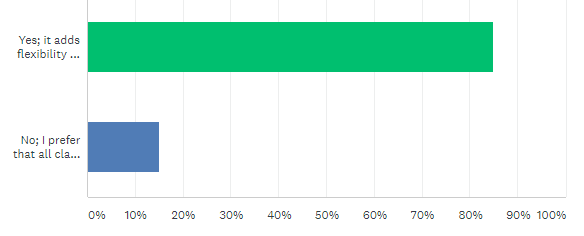 Yes; it adds
flexibility ...
No; I prefer
that all cla...
0% 10% 20% 30% 40% 50% 60% 70% 80% 90% 100%